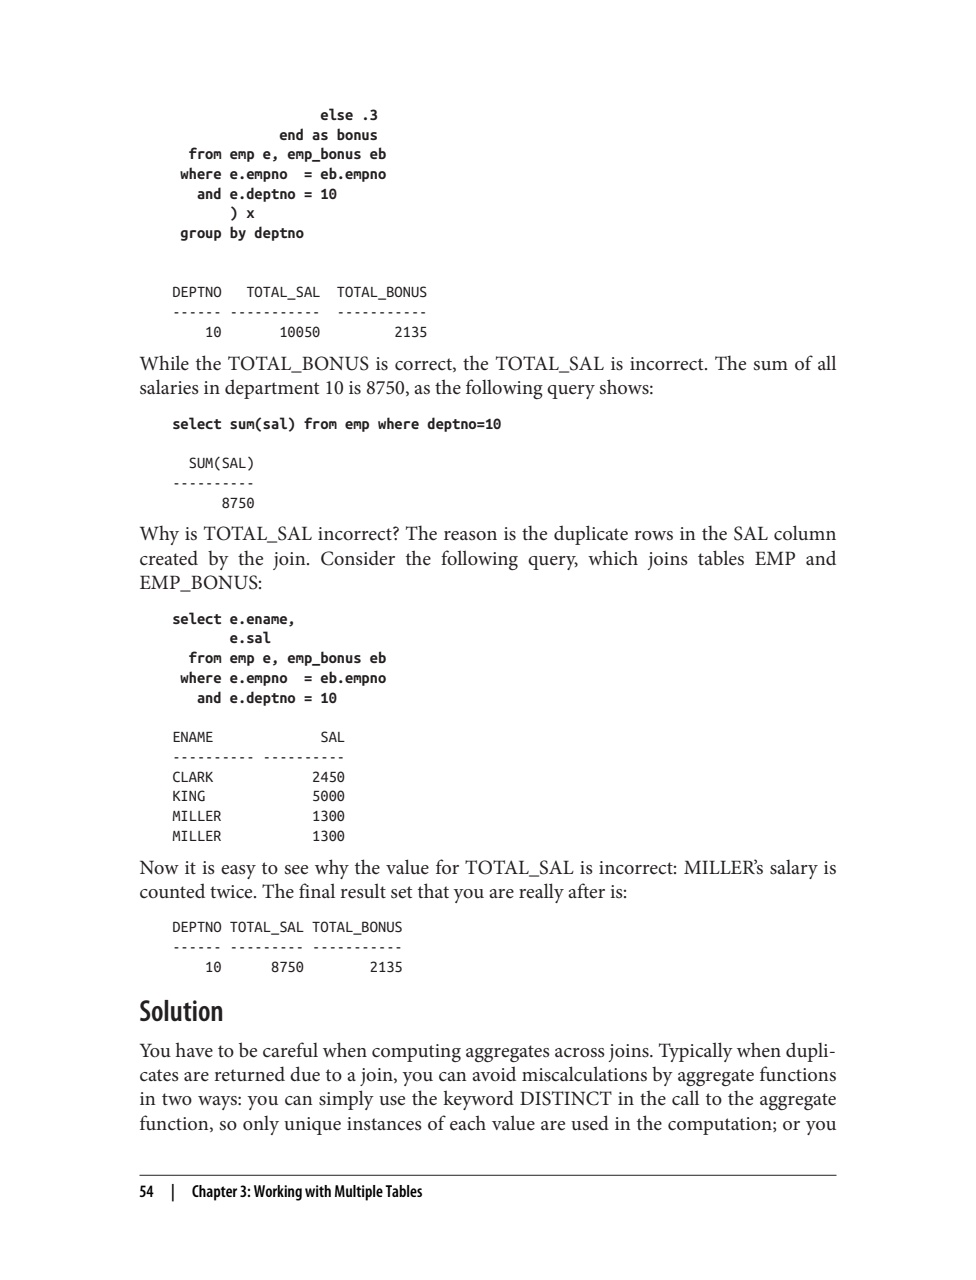 else .3
end as bonus
from emp e, emp_bonus eb
where e.empno  = eb.empno
and e.deptno = 10
) x
group by deptno
DEPTNO   TOTAL_SAL  TOTAL_BONUS
------ -----------  -----------
10       10050         2135
While the TOTAL_BONUS is correct, the TOTAL_SAL is incorrect. The sum of all
salaries in department 10 is 8750, as the following query shows:
select sum(sal) from emp where deptno=10
SUM(SAL)
----------
8750
Why is TOTAL_SAL incorrect? The reason is the duplicate rows in the SAL column
created by the join. Consider the following query, which joins tables EMP and
EMP_BONUS:
select e.ename,
e.sal
from emp e, emp_bonus eb
where e.empno  = eb.empno
and e.deptno = 10
ENAME             SAL
---------- ----------
CLARK            2450
KING             5000
MILLER           1300
MILLER           1300
Now it is easy to see why the value for TOTAL_SAL is incorrect: MILLER’s salary is
counted twice. The final result set that you are really after is:
DEPTNO TOTAL_SAL TOTAL_BONUS
------ --------- -----------
10      8750        2135
Solution
You have to be careful when computing aggregates across joins. Typically when dupli-
cates are returned due to a join, you can avoid miscalculations by aggregate functions
in two ways: you can simply use the keyword DISTINCT in the call to the aggregate
function, so only unique instances of each value are used in the computation; or you
54 | Chapter 3: Working with Multiple Tables